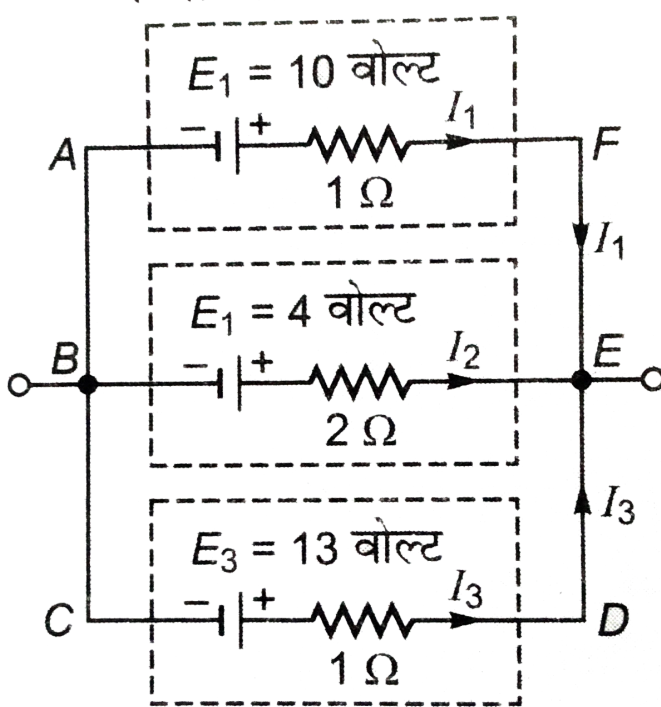 E₁ = 10 वोल्ट
− + I₁
A F
1 Ω
I₁
E₁ = 4 वोल्ट
B − + I₂ E
2 Ω
I₃
E₃ = 13 वोल्ट
− + I₃
C D
1 Ω